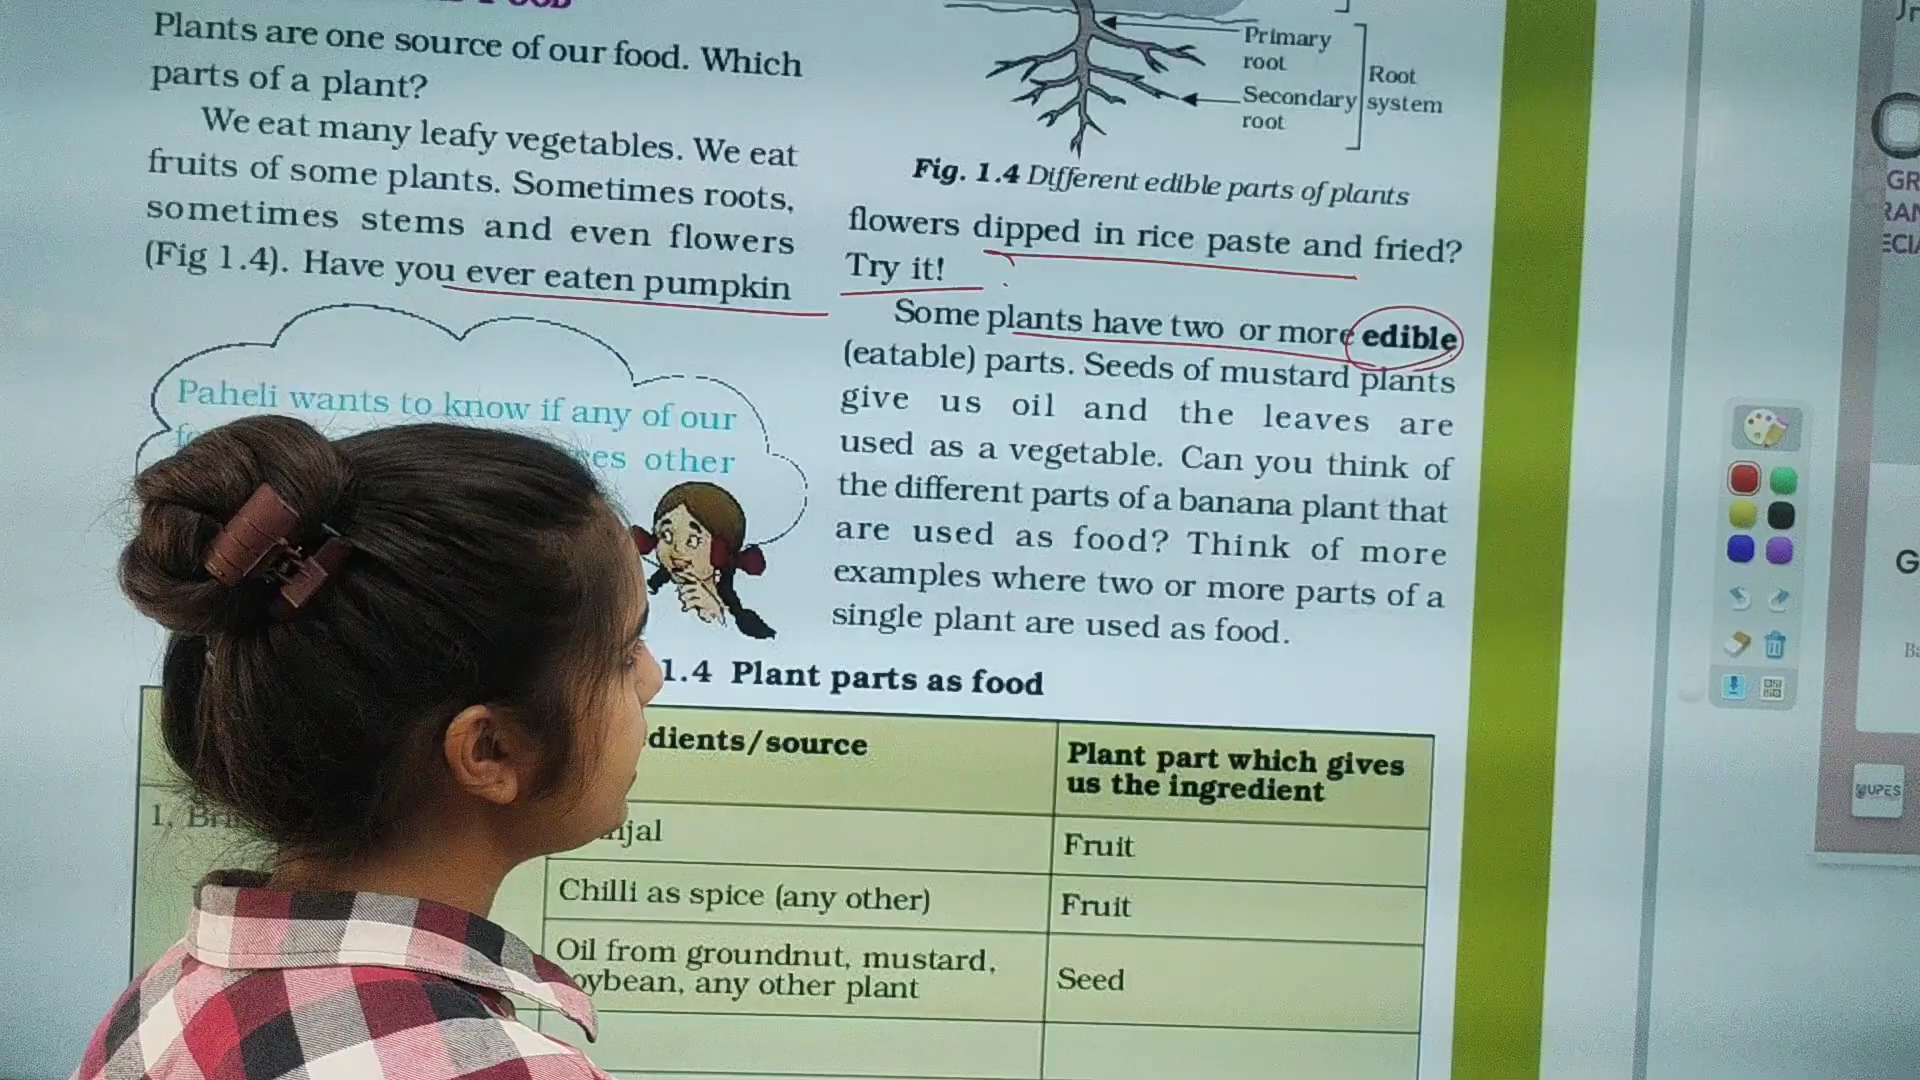 Plants are one source of our food. Which
parts of a plant?
We eat many leafy vegetables. We eat
fruits of some plants. Sometimes roots,
sometimes stems and even flowers
(Fig 1.4). Have you ever eaten pumpkin
Paheli wants to know if any of our
other
Primary
root
Secondary
root
Root
system
Fig. 1.4 Different edible parts of plants
flowers dipped in rice paste and fried?
Try it!
Some plants have two or more edible
(eatable) parts. Seeds of mustard plants
give us oil and the leaves are
used as a vegetable. Can you think of
the different parts of a banana plant that
are used as food? Think of more
examples where two or more parts of a
single plant are used as food.
1.4 Plant parts as food
dients/source
Plant part which gives
us the ingredient
1.
njal
Fruit
Chilli as spice (any other)
Fruit
Oil from groundnut, mustard,
oybean, any other plant
Seed
UPES